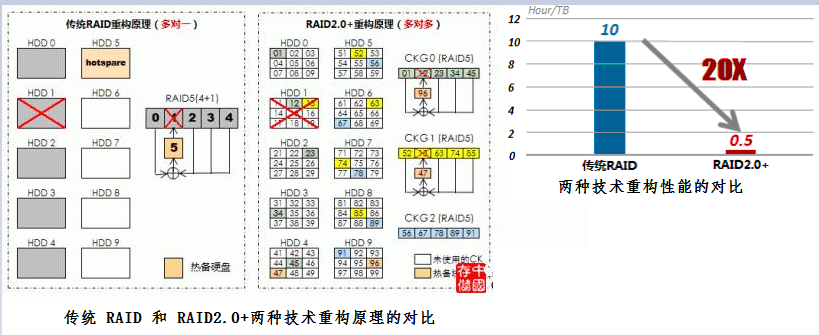 传统RAID重构原理（多对一）
HDD 0
HDD 5
hotspare
HDD 1
HDD 6
RAID5(4+1)
0 1 2 3 4
5
HDD 2
HDD 7
HDD 3
HDD 8
HDD 4
HDD 9
热备硬盘
RAID2.0+重构原理（多对多）
HDD 0
01 02 03
04 05 06
07 08 09
HDD 5
51 52 53
54 55 56
57 58 59
CKG0 (RAID5)
01 12 23 34 45
96
HDD 1
11 12 13
14 16
17 18 19
HDD 6
61 62 63
64 65 66
67 68 69
CKG1 (RAID5)
52 13 63 74 85
47
HDD 2
21 22 23
24 25 26
27 28 29
HDD 7
71 72 73
74 75 76
77 78 79
HDD 3
31 32 33
34 35 36
37 38 39
HDD 8
81 82 83
84 85 86
87 88 89
CKG2 (RAID5)
56 67 78 89 91
HDD 4
41 42 43
44 45 46
47 48 49
HDD 9
91 92 93
94 95 96
97 98 99
未使用的CK
热备
存中
储国
传统 RAID 和 RAID2.0+两种技术重构原理的对比
Hour/TB
12
10
8
6
4
2
0
10
20X
0.5
传统RAID
RAID2.0+
两种技术重构性能的对比